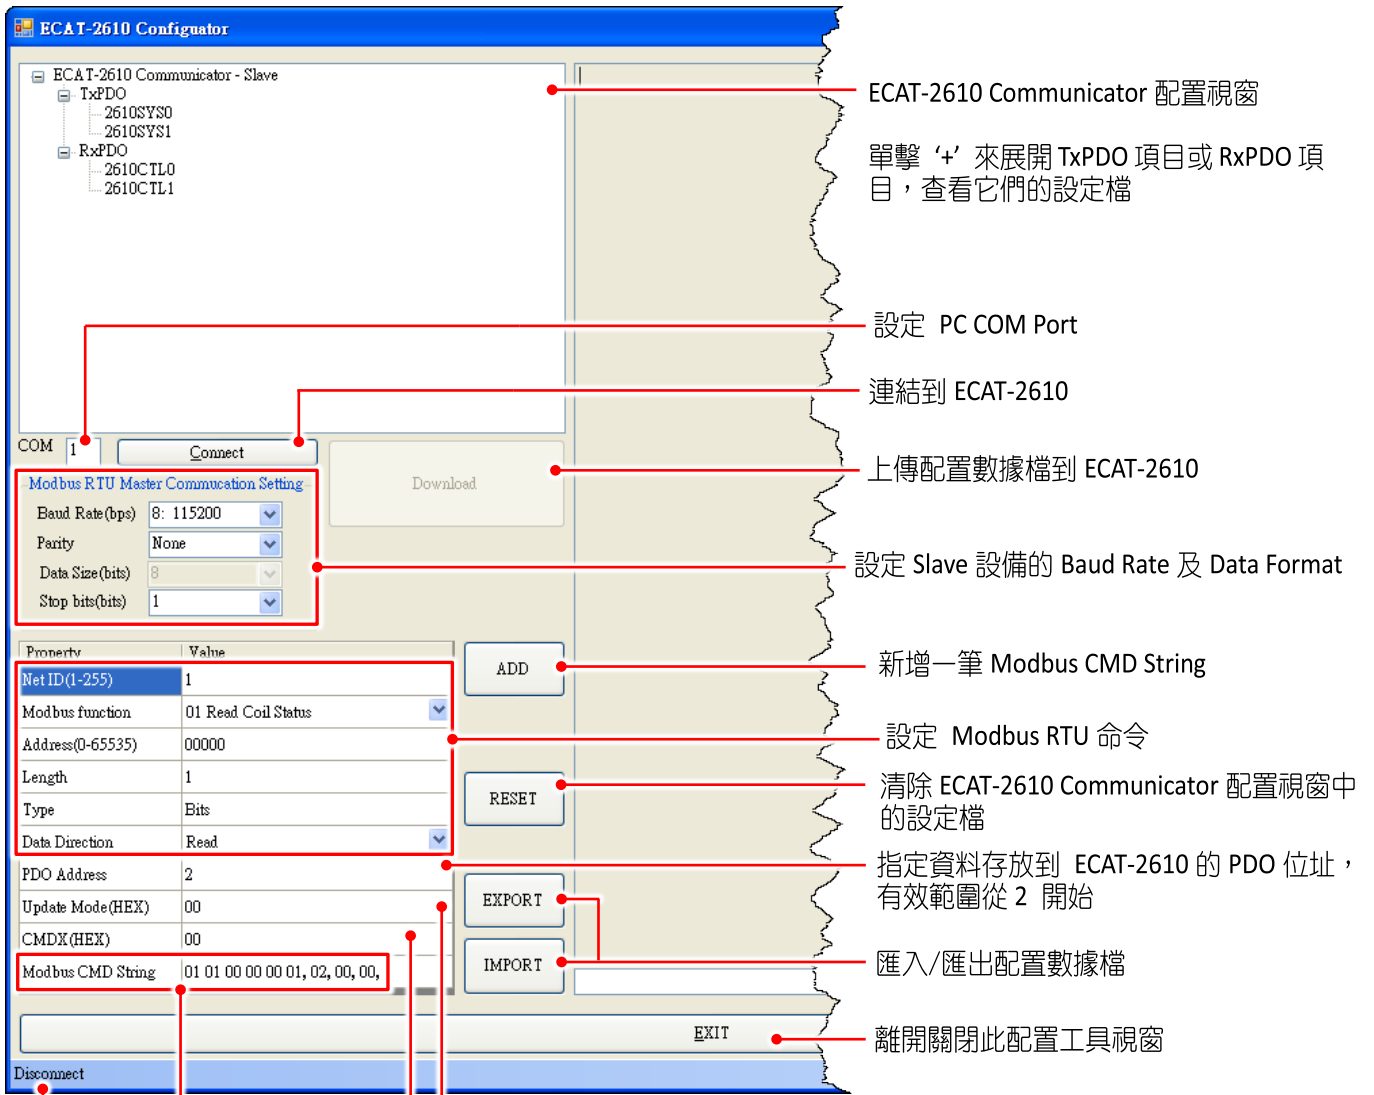 ECAT-2610 Configuator
ECAT-2610 Communicator - Slave
TxPDO
2610SYS0
2610SYS1
RxPDO
2610CTL0
2610CTL1
ECAT-2610 Communicator 配置視窗
單擊 ‘+’ 來展開 TxPDO 項目或 RxPDO 項
目，查看它們的設定檔
設定 PC COM Port
連結到 ECAT-2610
COM 1 Connect
Download
上傳配置數據檔到 ECAT-2610
Modbus RTU Master Commucation Setting
Baud Rate(bps) 8: 115200
Parity None
Data Size(bits) 8
Stop bits(bits) 1
設定 Slave 設備的 Baud Rate 及 Data Format
Property Value
Net ID(1-255) 1
Modbus function 01 Read Coil Status
Address(0-65535) 00000
Length 1
Type Bits
Data Direction Read
PDO Address 2
Update Mode(HEX) 00
CMDX(HEX) 00
Modbus CMD String 01 01 00 00 00 01, 02, 00, 00,
ADD
RESET
EXPORT
IMPORT
新增一筆 Modbus CMD String
設定 Modbus RTU 命令
清除 ECAT-2610 Communicator 配置視窗中
的設定檔
指定資料存放到 ECAT-2610 的 PDO 位址，
有效範圍從 2 開始
匯入/匯出配置數據檔
EXIT
離開關閉此配置工具視窗
Disconnect